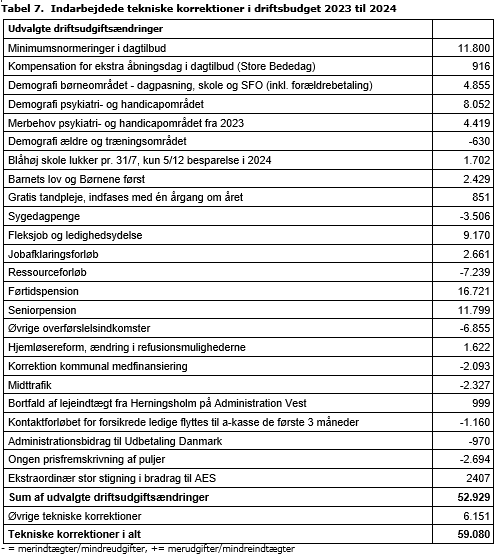 Tabel 7. Indarbejdede tekniske korrektioner i driftsbudget 2023 til 2024
Udvalgte driftsudgiftsændringer
Minimumsnormeringer i dagtilbud 11.800
Kompensation for ekstra åbningsdag i dagtilbud (Store Bededag) 916
Demografi børneområdet - dagpasning, skole og SFO (inkl. forældrebetaling) 4.855
Demografi psykiatri- og handicapområdet 8.052
Merbehov psykiatri- og handicapområdet fra 2023 4.419
Demografi ældre og træningsområdet -630
Blåhøj skole lukker pr. 31/7, kun 5/12 besparelse i 2024 1.702
Barnets lov og Børnene først 2.429
Gratis tandpleje, indfases med én årgang om året 851
Sygedagpenge -3.506
Fleksjob og ledighedsydelse 9.170
Jobafklaringsforløb 2.661
Ressourceforløb -7.239
Førtidspension 16.721
Seniorpension 11.799
Øvrige overførslelsindkomster -6.855
Hjemløsereform, ændring i refusionsmulighederne 1.622
Korrektion kommunal medfinansiering -2.093
Midttrafik -2.327
Bortfald af lejeindtægt fra Herningsholm på Administration Vest 999
Kontaktforløbet for forsikrede ledige flyttes til a-kasse de første 3 måneder -1.160
Administrationsbidrag til Udbetaling Danmark -970
Ongen prisfremskrivning af puljer -2.694
Ekstraordinær stor stigning i bradrag til AES 2407
Sum af udvalgte driftsudgiftsændringer 52.929
Øvrige tekniske korrektioner 6.151
Tekniske korrektioner i alt 59.080
- = merindtægter/mindreudgifter, += merudgifter/mindreindtægter